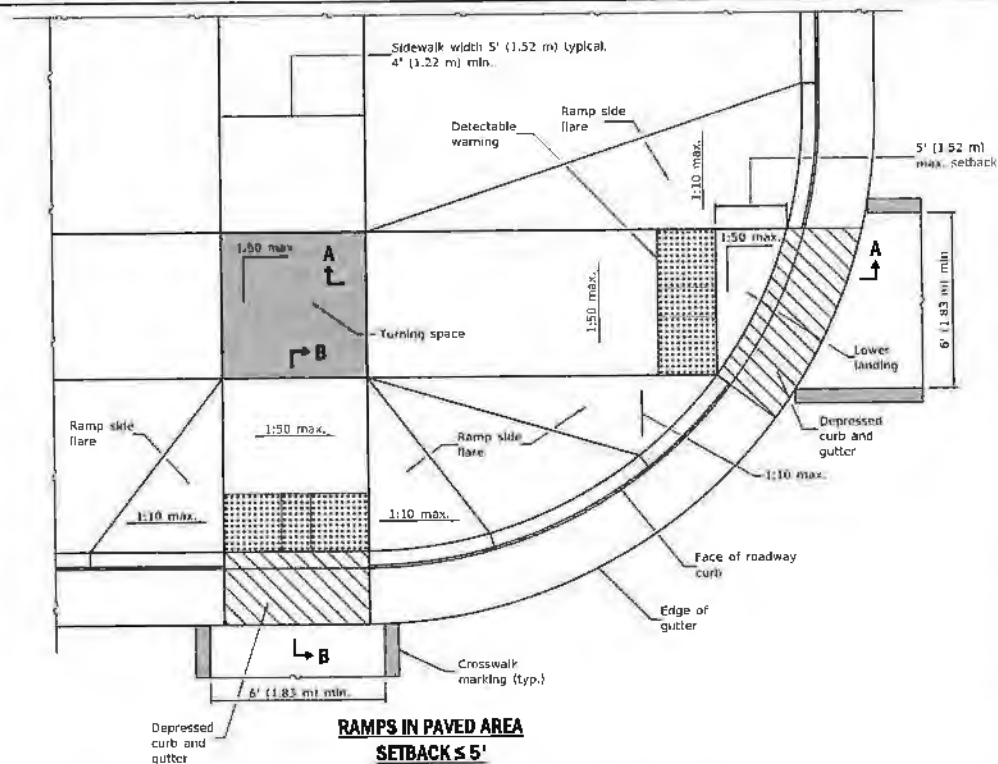 Sidewalk width 5' (1.52 m) typical.
4' (1.22 m) min.
Ramp side
flare
Detectable
warning
1:10 max.
5' (1.52 m)
max. setback
1:50 max.
A
1:50 max.
A
1:50 max.
Turning space
B
6' (1.83 m) min
Lower
landing
Ramp side
flare
1:50 max.
Ramp side
flare
Depressed
curb and
gutter
1:10 max.
1:10 max.
1:10 max.
Face of roadway
curb
Edge of
gutter
B
Crosswalk
marking (typ.)
6' (1.83 m) min.
Depressed
curb and
gutter
RAMPS IN PAVED AREA
SETBACK ≤ 5'